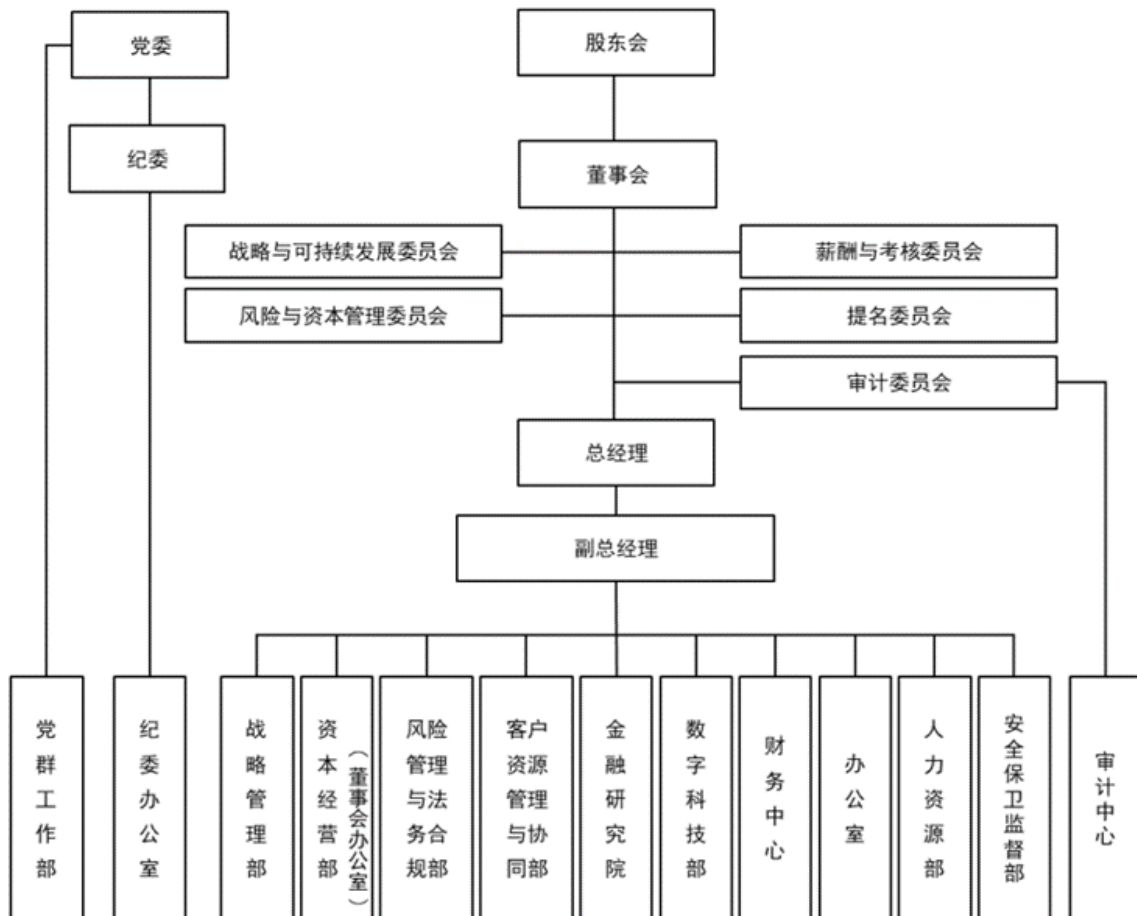 党委
股东会
纪委
董事会
战略与可持续发展委员会
薪酬与考核委员会
风险与资本管理委员会
提名委员会
审计委员会
总经理
副总经理
党群工作部
纪委办公室
战略管理部
资本经营部
（董事会办公室）
风险管理与法务合规部
客户资源管理与协同部
金融研究院
数字科技部
财务中心
办公室
人力资源部
安全保卫监督部
审计中心